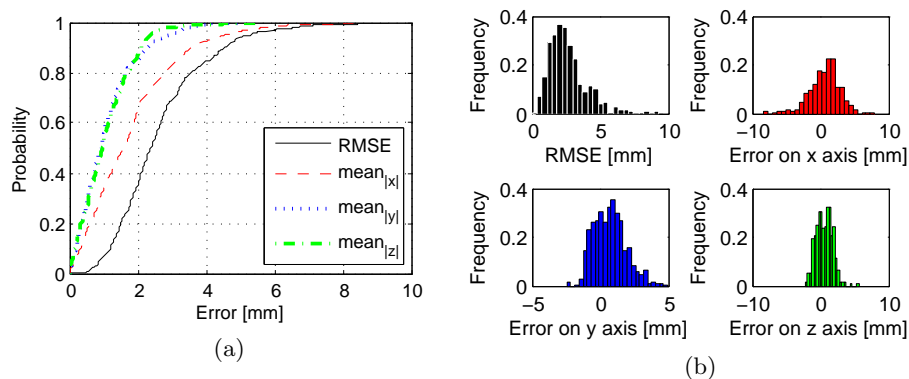 1
0.8
0.6
0.4
0.2
0
Probability
0 2 4 6 8 10
Error [mm]
RMSE
mean|x|
mean|y|
mean|z|
(a)
0.4
0.2
0
Frequency
0 5 10
RMSE [mm]
0.4
0.2
0
Frequency
−10 0 10
Error on x axis [mm]
0.4
0.2
0
Frequency
−5 0 5
Error on y axis [mm]
0.4
0.2
0
Frequency
−10 0 10
Error on z axis [mm]
(b)